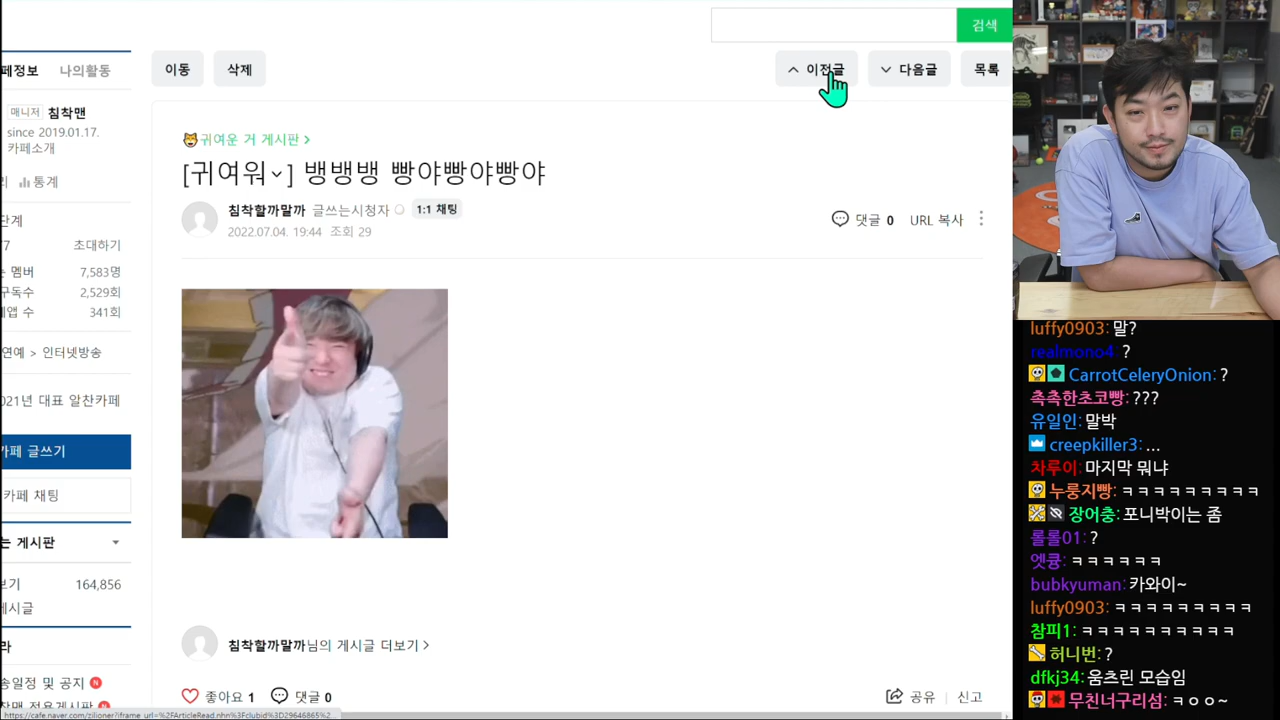 검색
페정보 나의활동
이동 삭제
이전글 다음글 목록
매니저 침착맨
since 2019.01.17.
카페소개
통계
단계
초대하기
멤버 7,583명
구독수 2,529회
앱 수 341회
연예 > 인터넷방송
021년 대표 알찬카페
카페 글쓰기
카페 채팅
는 게시판
보기 164,856
게시글
라
송일정 및 공지 N
귀여운 거 게시판 >
[귀여워~] 뱅뱅뱅 빵야빵야빵야
침착할까말까 글쓰는시청자 1:1 채팅
2022.07.04. 19:44 조회 29
댓글 0 URL 복사
침착할까말까님의 게시글 더보기 >
좋아요 1 댓글 0
공유 신고
luffy0903: 말?
realmono4: ?
CarrotCeleryOnion: ?
촉촉한초코빵: ???
유일인: 말박
creepkiller3: ...
차루이: 마지막 뭐냐
누룽지빵: ㅋㅋㅋㅋㅋㅋㅋㅋㅋ
장어충: 포니박이는 좀
롤롤01: ?
엣큥: ㅋㅋㅋㅋㅋㅋ
bubkyuman: 카와이~
luffy0903: ㅋㅋㅋㅋㅋㅋㅋㅋㅋ
참피1: ㅋㅋㅋㅋㅋㅋㅋㅋㅋㅋ
허니번: ?
dfkj34: 움츠린 모습임
무친너구리섬: ㅋㅇㅇ~